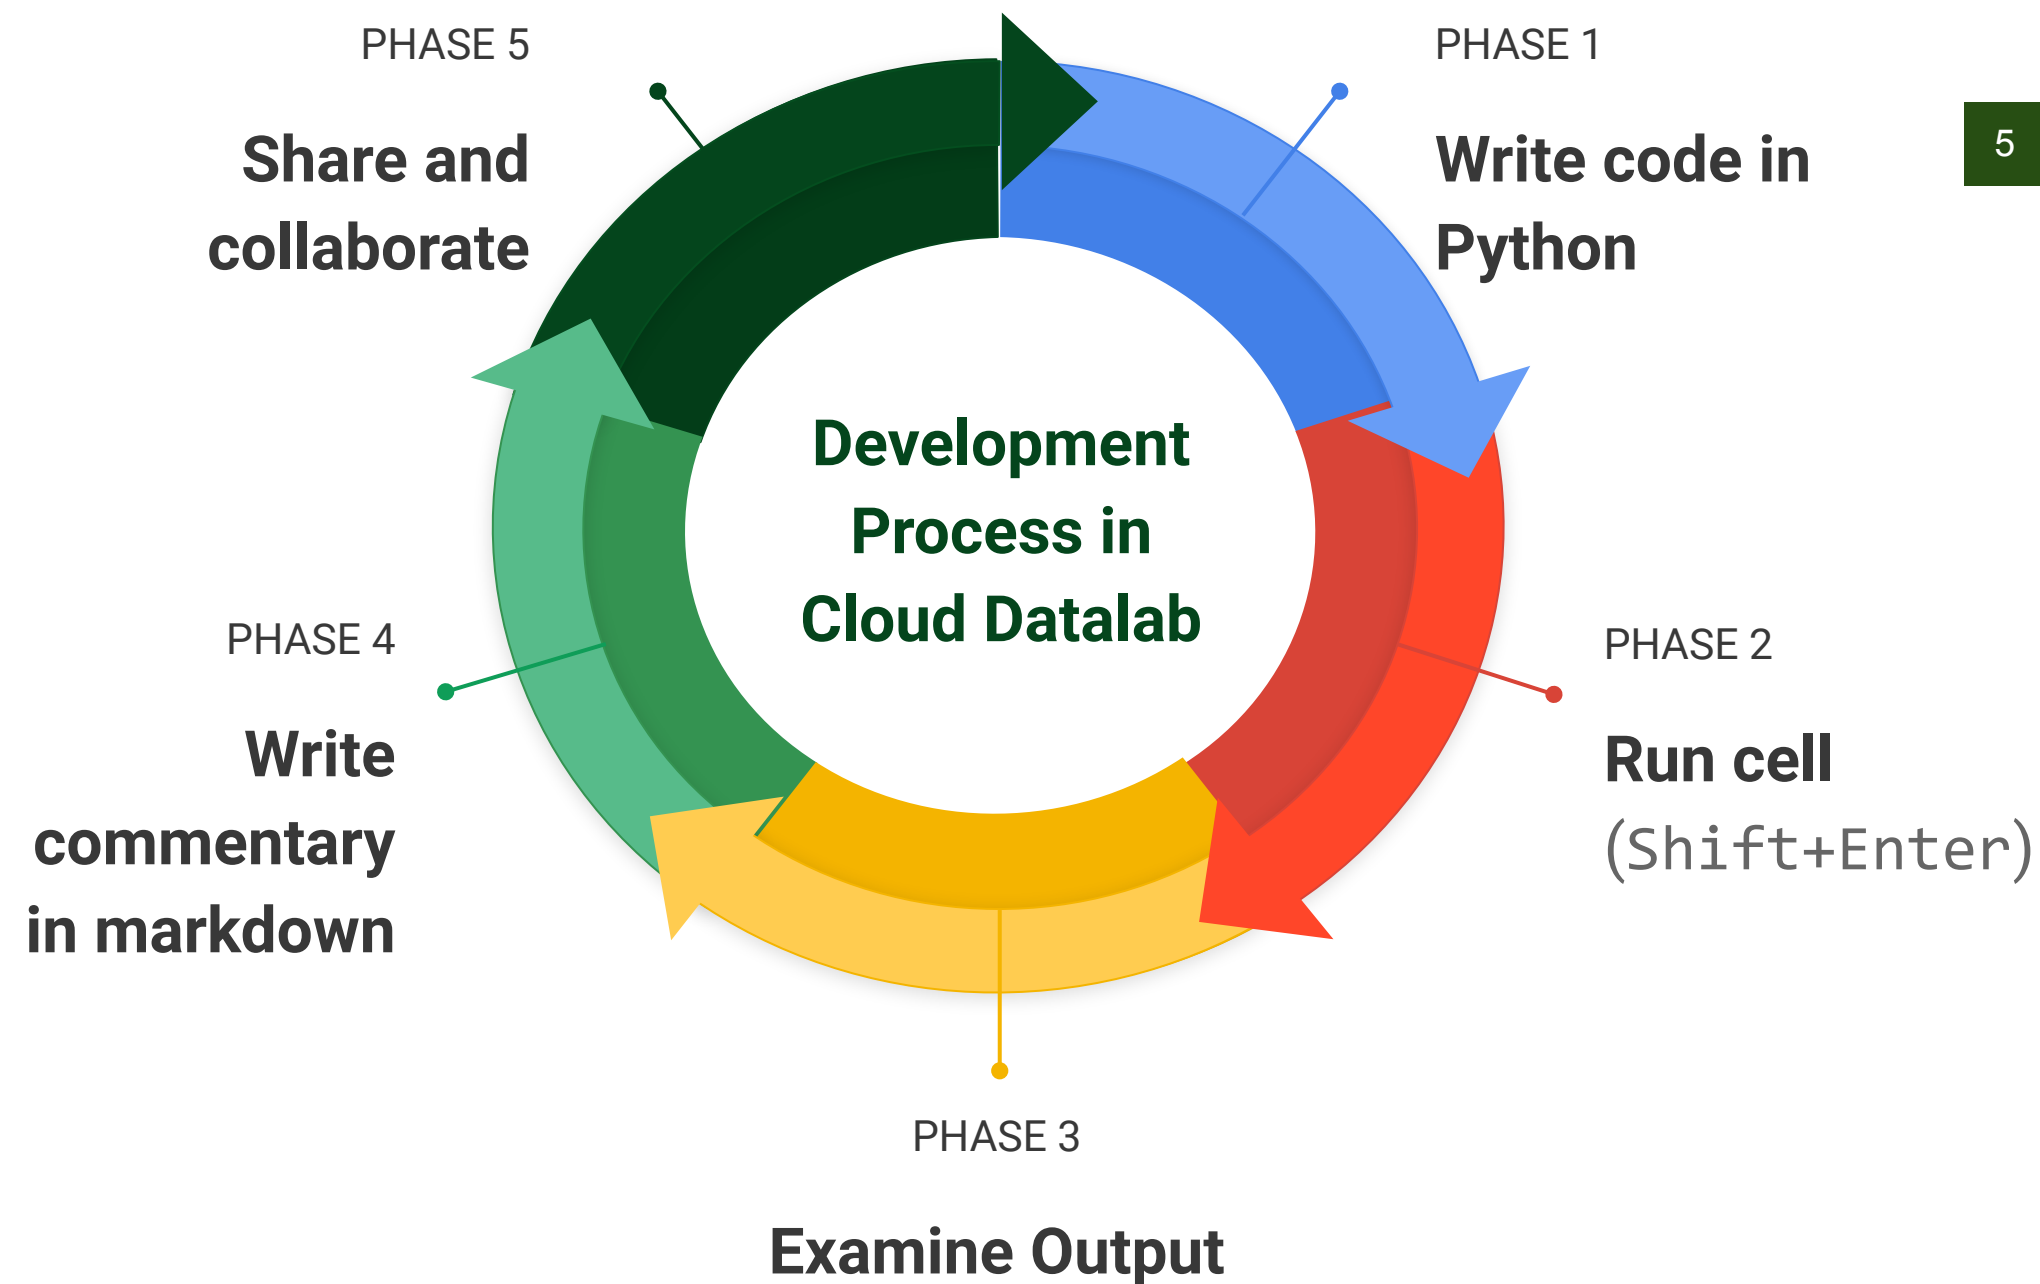 PHASE 5
Share and
collaborate
PHASE 1
Write code in
Python
5
Development
Process in
Cloud Datalab
PHASE 4
Write
commentary
in markdown
PHASE 2
Run cell
(Shift+Enter)
PHASE 3
Examine Output